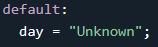 default:
  day = "Unknown";